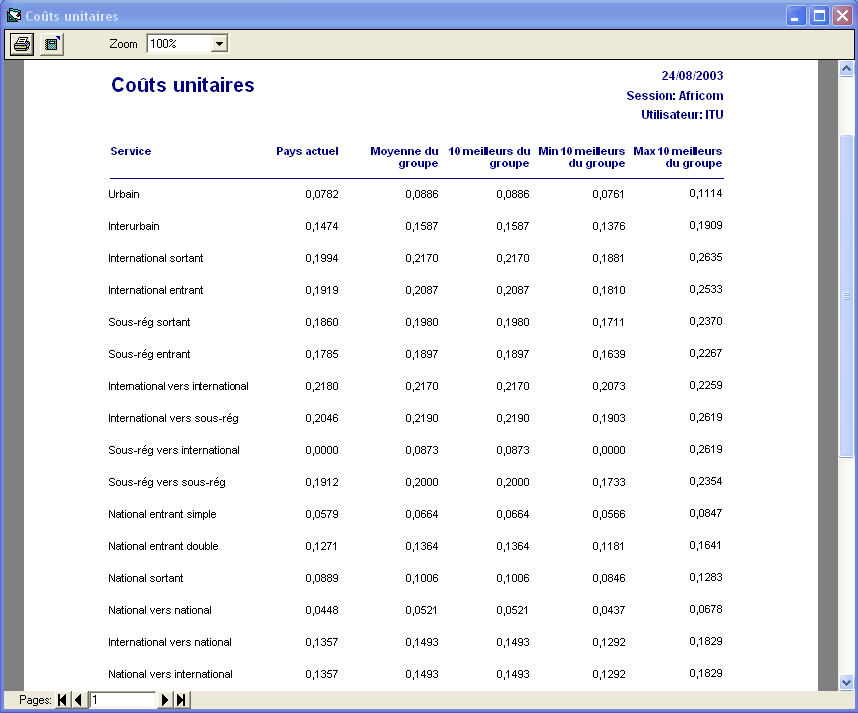 Coûts unitaires
Zoom 100%
Coûts unitaires
24/08/2003
Session: Africom
Utilisateur: ITU
Service Pays actuel Moyenne du groupe 10 meilleurs du groupe Min 10 meilleurs du groupe Max 10 meilleurs du groupe
Urbain 0,0782 0,0886 0,0886 0,0761 0,1114
Interurbain 0,1474 0,1587 0,1587 0,1376 0,1909
International sortant 0,1994 0,2170 0,2170 0,1881 0,2635
International entrant 0,1919 0,2087 0,2087 0,1810 0,2533
Sous-rég sortant 0,1860 0,1980 0,1980 0,1711 0,2370
Sous-rég entrant 0,1785 0,1897 0,1897 0,1639 0,2267
International vers international 0,2180 0,2170 0,2170 0,2073 0,2259
International vers sous-rég 0,2046 0,2190 0,2190 0,1903 0,2619
Sous-rég vers international 0,0000 0,0873 0,0873 0,0000 0,2619
Sous-rég vers sous-rég 0,1912 0,2000 0,2000 0,1733 0,2354
National entrant simple 0,0579 0,0664 0,0664 0,0566 0,0847
National entrant double 0,1271 0,1364 0,1364 0,1181 0,1641
National sortant 0,0889 0,1006 0,1006 0,0846 0,1283
National vers national 0,0448 0,0521 0,0521 0,0437 0,0678
International vers national 0,1357 0,1493 0,1493 0,1292 0,1829
National vers international 0,1357 0,1493 0,1493 0,1292 0,1829
Pages: 1